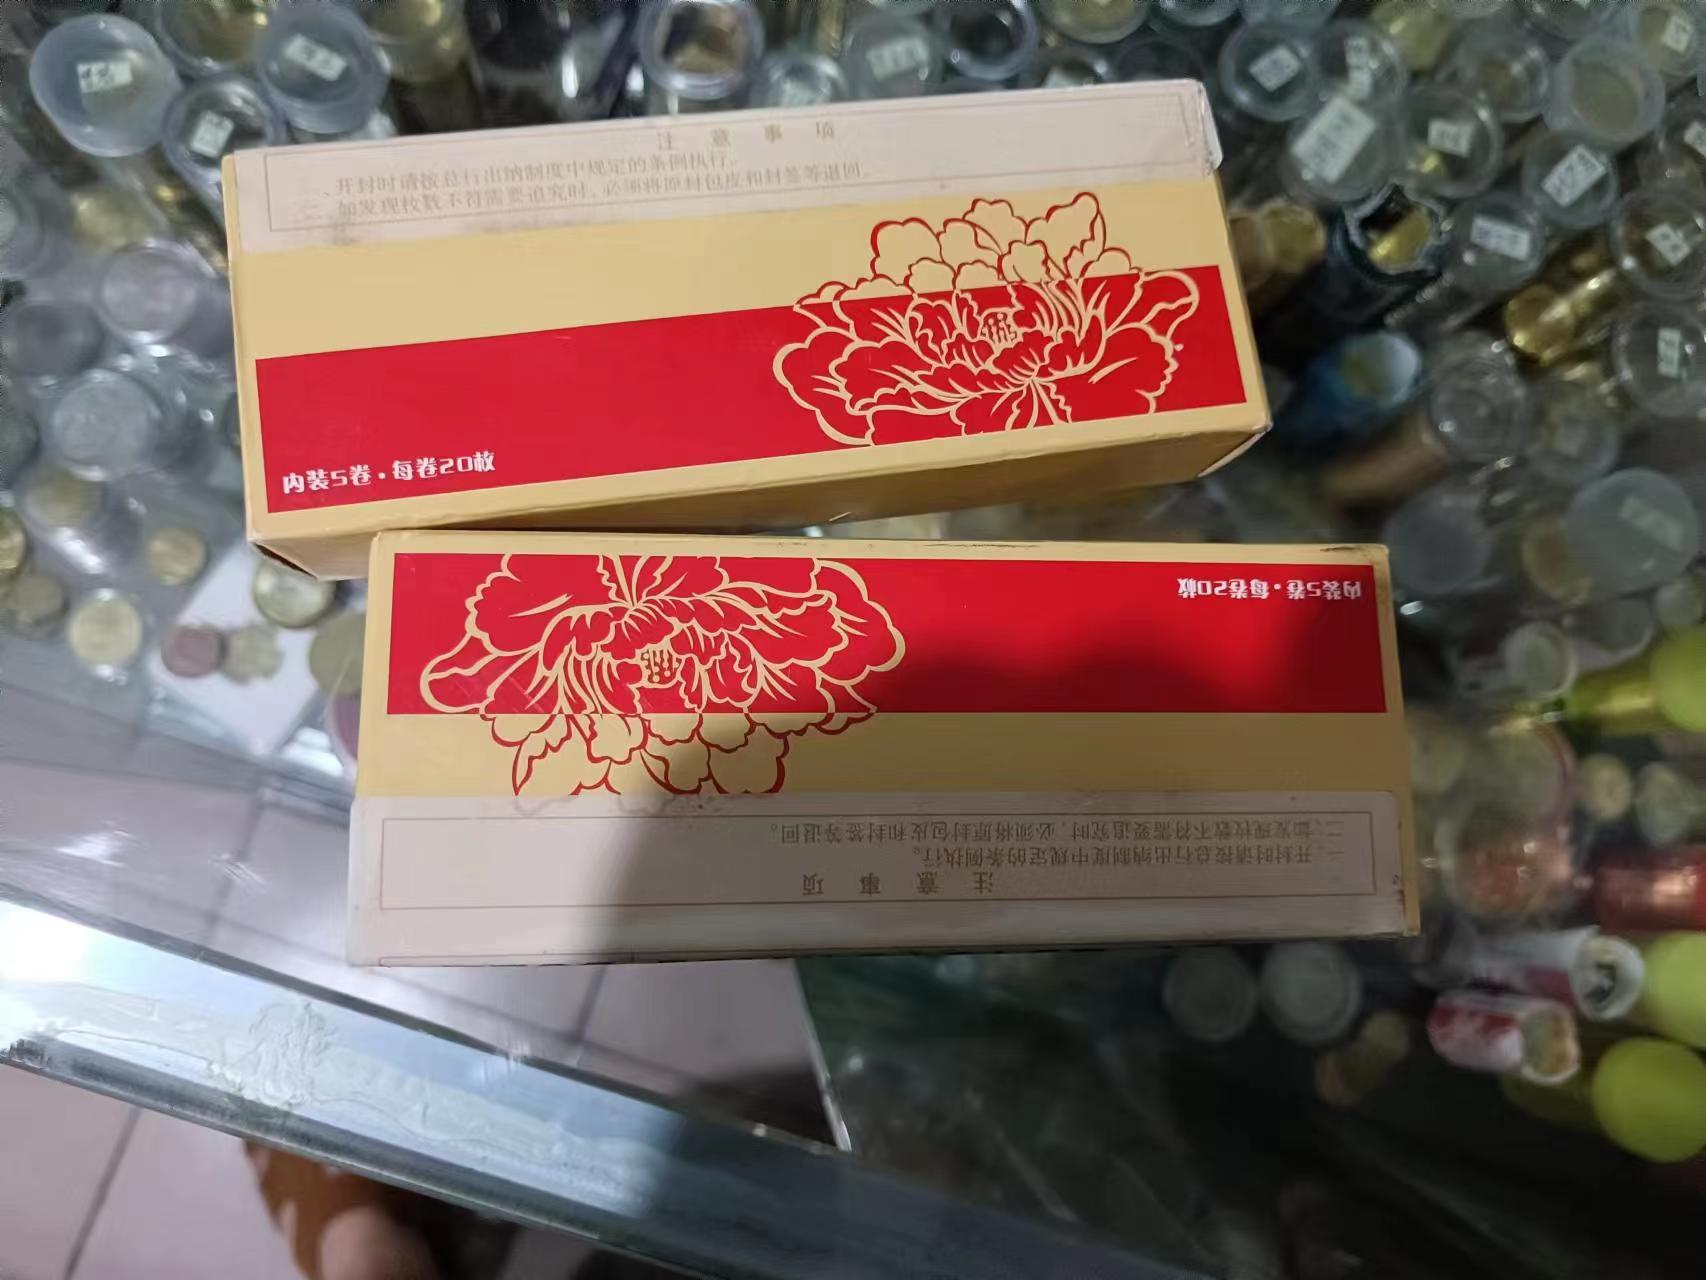 注 意 事 项
一、开封时请按总行出纳制度中规定的条例执行。
二、如发现枚数不符需要追究时，必须将原封包皮和封签等退回。
内装5卷·每卷20枚
内装5卷·每卷20枚
注 意 事 项
一、开封时请按总行出纳制度中规定的条例执行。
二、如发现枚数不符需要追究时，必须将原封包皮和封签等退回。